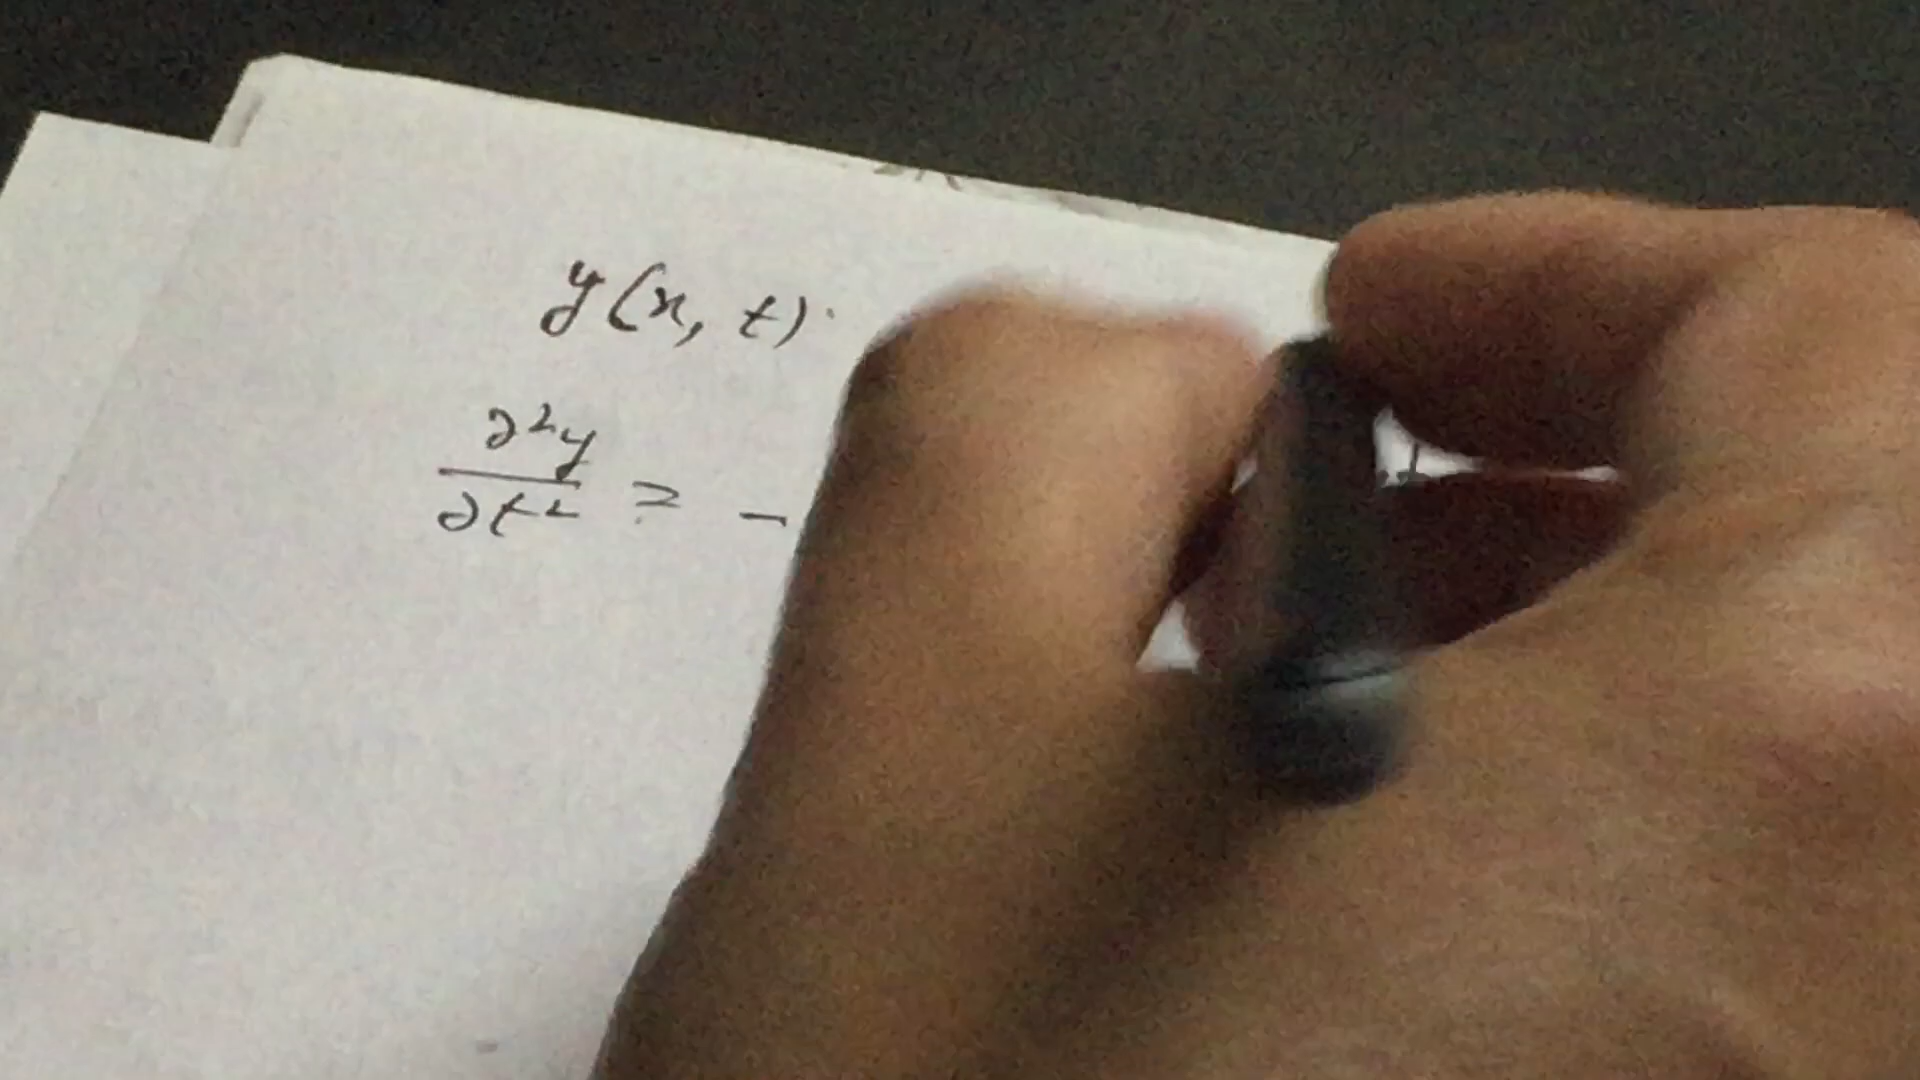 y(x, t)
∂²y
∂t² = -